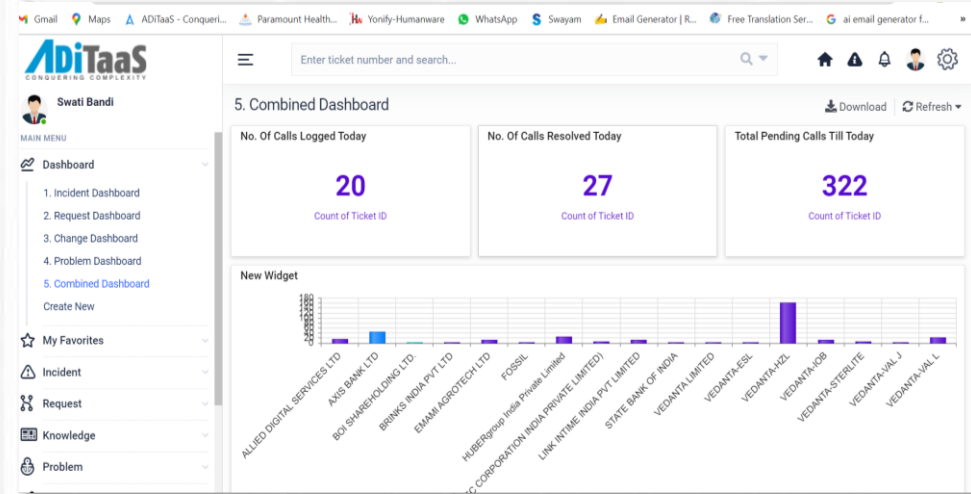 Gmail
Maps
ADiTaaS - Conqueri...
Paramount Health...
Yonify-Humanware
WhatsApp
Swayam
Email Generator | R...
Free Translation Ser...
ai email generator f...
»
ADiTaaS
CONQUERING COMPLEXITY
Enter ticket number and search...
Swati Bandi
MAIN MENU
Dashboard
1. Incident Dashboard
2. Request Dashboard
3. Change Dashboard
4. Problem Dashboard
5. Combined Dashboard
Create New
My Favorites
Incident
Request
Knowledge
Problem
5. Combined Dashboard
Download
Refresh
No. Of Calls Logged Today
20
Count of Ticket ID
No. Of Calls Resolved Today
27
Count of Ticket ID
Total Pending Calls Till Today
322
Count of Ticket ID
New Widget
180
0
ALLIED DIGITAL SERVICES LTD
AXIS BANK LTD
BOI SHAREHOLDING LTD.
BRINKS INDIA PVT LTD
EMAMI AGROTECH LTD
FOSSIL
HUBERgroup India Private Limited
CORPORATION INDIA PRIVATE LIMITED)
LINK INTIME INDIA PVT LIMITED
STATE BANK OF INDIA
VEDANTA LIMITED
VEDANTA-ESL
VEDANTA-HZL
VEDANTA-IOB
VEDANTA-STERLITE
VEDANTA-VAL J
VEDANTA-VAL L